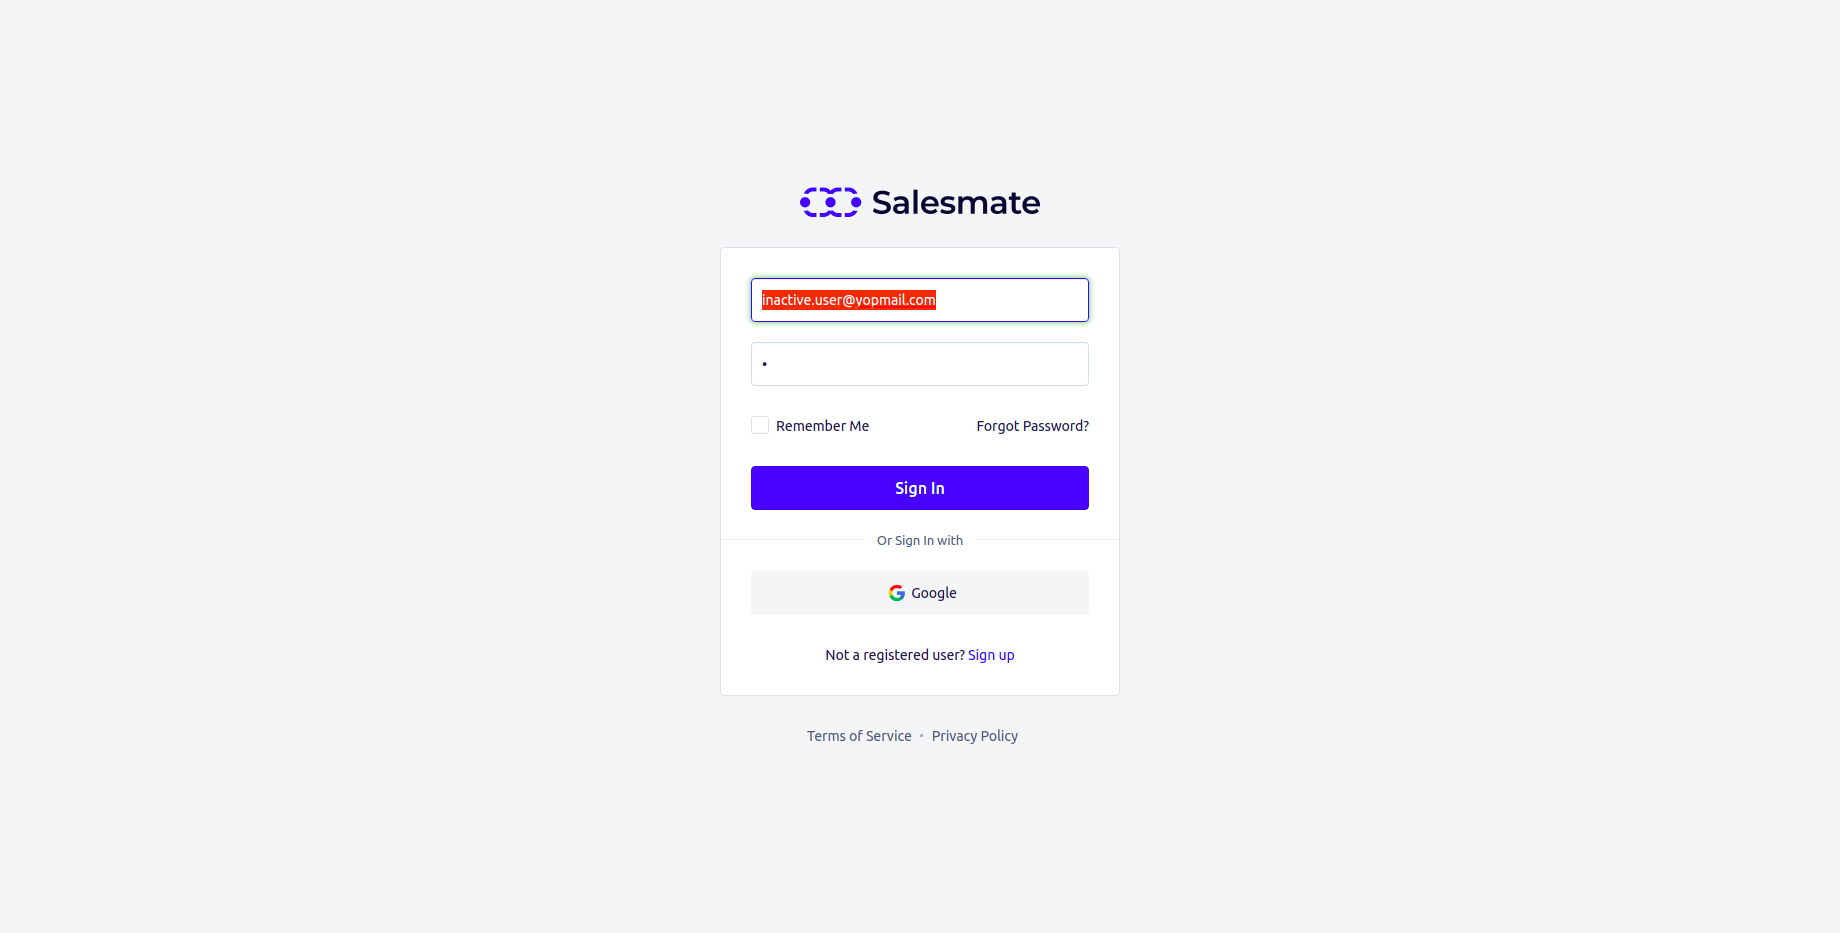 Salesmate
inactive.user@yopmail.com
•
Remember Me Forgot Password?
Sign In
Or Sign In with
Google
Not a registered user? Sign up
Terms of Service • Privacy Policy